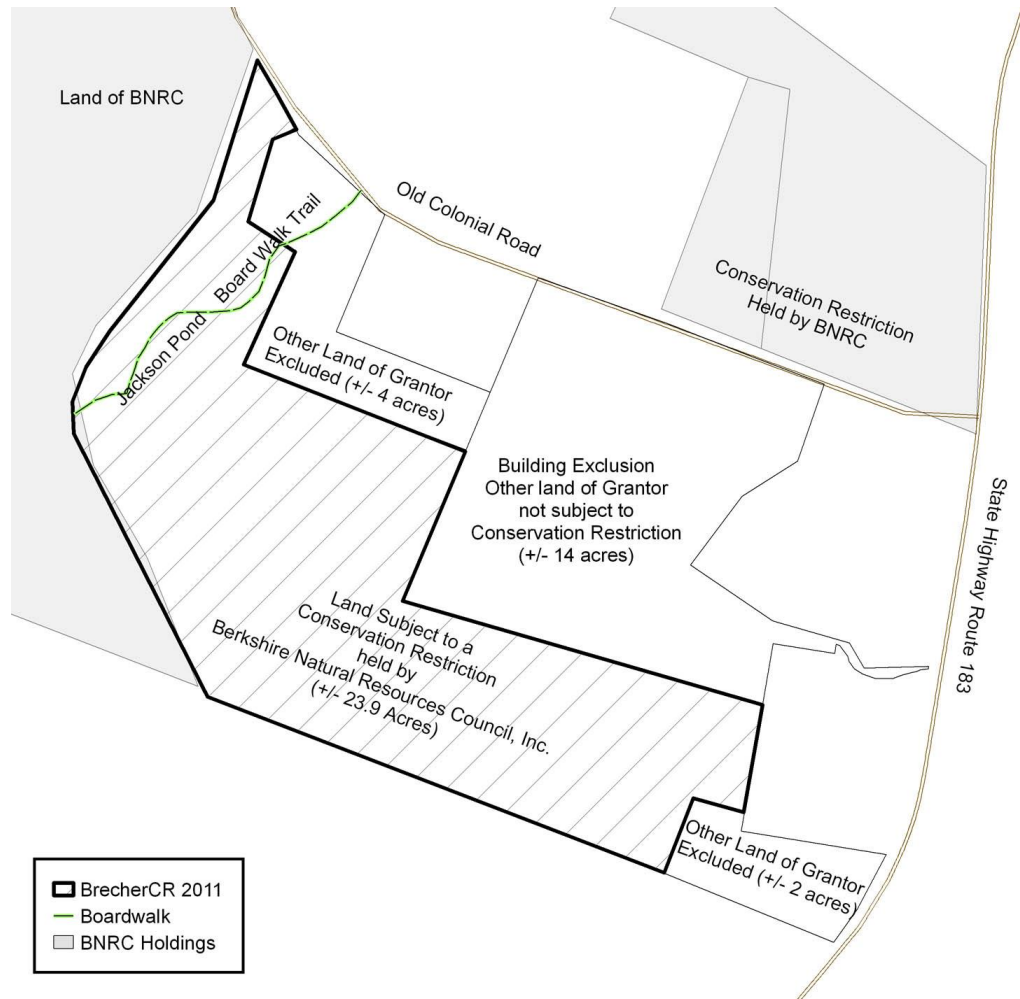 Land of BNRC
Old Colonial Road
Conservation Restriction
Held by BNRC
Jackson Pond Board Walk Trail
Other Land of Grantor
Excluded (+/- 4 acres)
Building Exclusion
Other land of Grantor
not subject to
Conservation Restriction
(+/- 14 acres)
State Highway Route 183
Land Subject to a
Conservation Restriction
held by
Berkshire Natural Resources Council, Inc.
(+/- 23.9 Acres)
Other Land of Grantor
Excluded (+/- 2 acres)
BrecherCR 2011
Boardwalk
BNRC Holdings